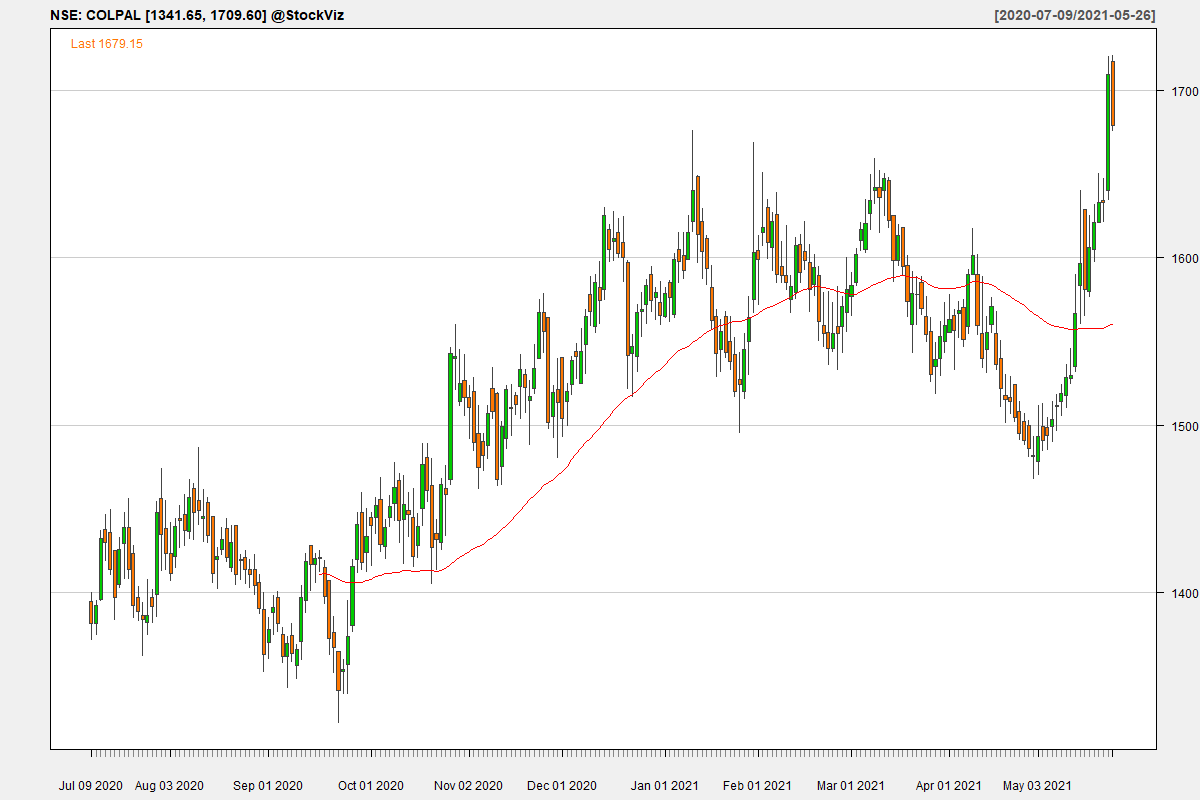 NSE: COLPAL [1341.65, 1709.60] @StockViz [2020-07-09/2021-05-26]
Last 1679.15
1700
1600
1500
1400
Jul 09 2020 Aug 03 2020 Sep 01 2020 Oct 01 2020 Nov 02 2020 Dec 01 2020 Jan 01 2021 Feb 01 2021 Mar 01 2021 Apr 01 2021 May 03 2021